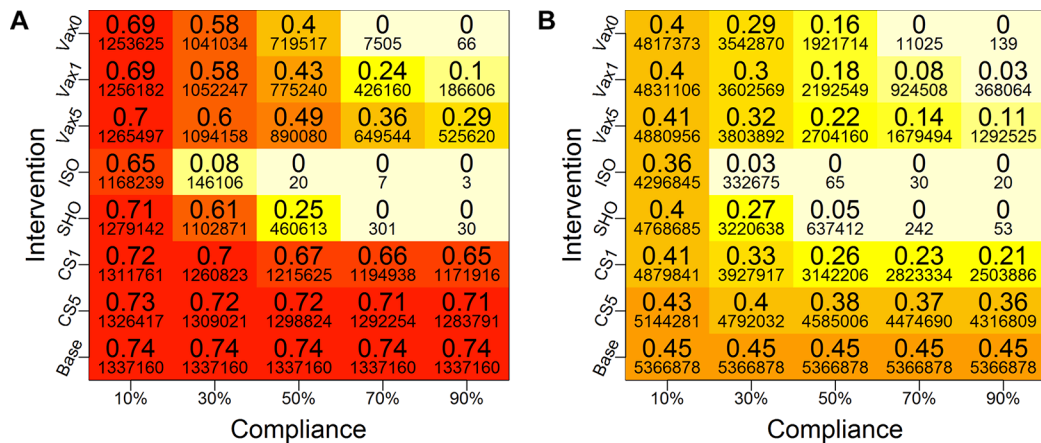 A
B
Intervention
Vax0 0.69 0.58 0.4 0 0
1253625 1041034 719517 7505 66
Vax1 0.69 0.58 0.43 0.24 0.1
1256182 1052247 775240 426160 186606
Vax5 0.7 0.6 0.49 0.36 0.29
1265497 1094158 890080 649544 525620
ISO 0.65 0.08 0 0 0
1168239 146106 20 7 3
SHO 0.71 0.61 0.25 0 0
1279142 1102871 460613 301 30
CS1 0.72 0.7 0.67 0.66 0.65
1311761 1260823 1215625 1194938 1171916
CS5 0.73 0.72 0.72 0.71 0.71
1326417 1309021 1298824 1292254 1283791
Base 0.74 0.74 0.74 0.74 0.74
1337160 1337160 1337160 1337160 1337160
10% 30% 50% 70% 90%
Compliance
Intervention
Vax0 0.4 0.29 0.16 0 0
4817373 3542870 1921714 11025 139
Vax1 0.4 0.3 0.18 0.08 0.03
4831106 3602569 2192549 924508 368064
Vax5 0.41 0.32 0.22 0.14 0.11
4880956 3803892 2704160 1679494 1292525
ISO 0.36 0.03 0 0 0
4296845 332675 65 30 20
SHO 0.4 0.27 0.05 0 0
4768685 3220638 637412 242 53
CS1 0.41 0.33 0.26 0.23 0.21
4879841 3927917 3142206 2823334 2503886
CS5 0.43 0.4 0.38 0.37 0.36
5144281 4792032 4585006 4474690 4316809
Base 0.45 0.45 0.45 0.45 0.45
5366878 5366878 5366878 5366878 5366878
10% 30% 50% 70% 90%
Compliance